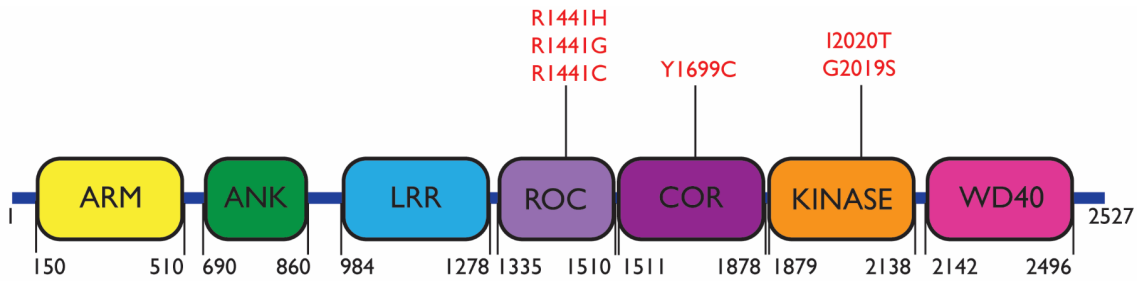 R1441H
R1441G
R1441C
Y1699C
I2020T
G2019S
ARM
ANK
LRR
ROC
COR
KINASE
WD40
1
2527
150 510
690 860
984 1278
1335 1510
1511 1878
1879 2138
2142 2496